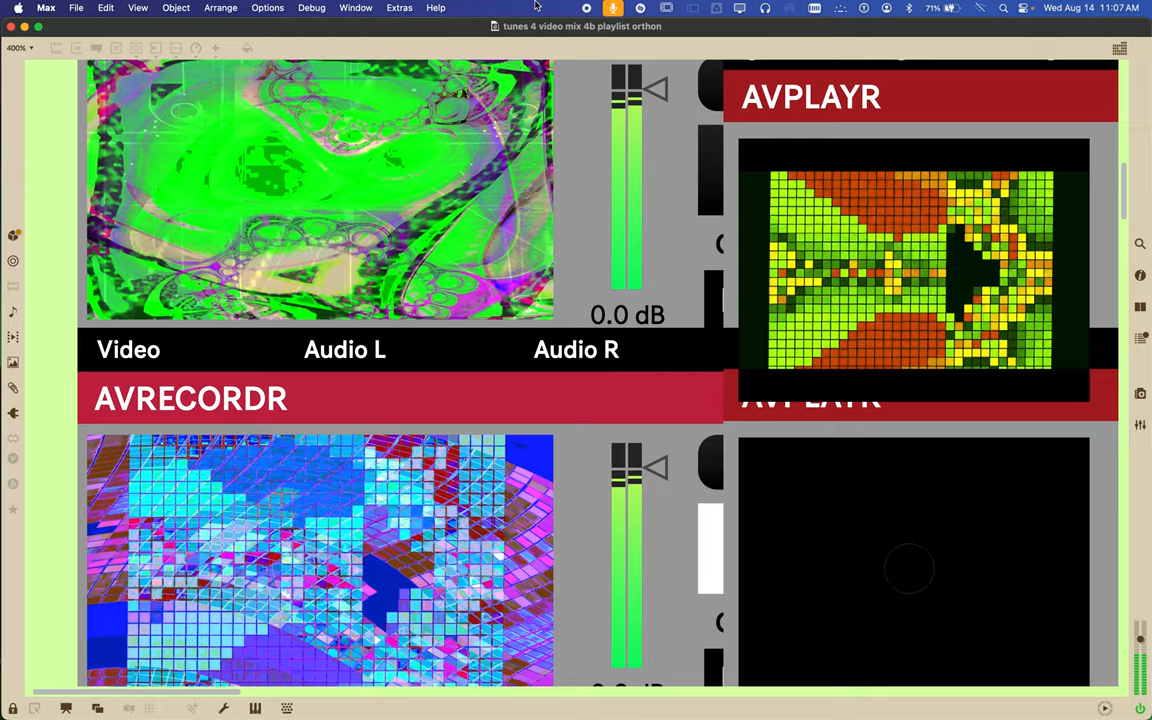 Max File Edit View Object Arrange Options Debug Window Extras Help 71% Wed Aug 14 11:07 AM
tunes 4 video mix 4b playlist orthon
400%
AVPLAYR
0.0 dB
Video Audio L Audio R
AVRECORDR